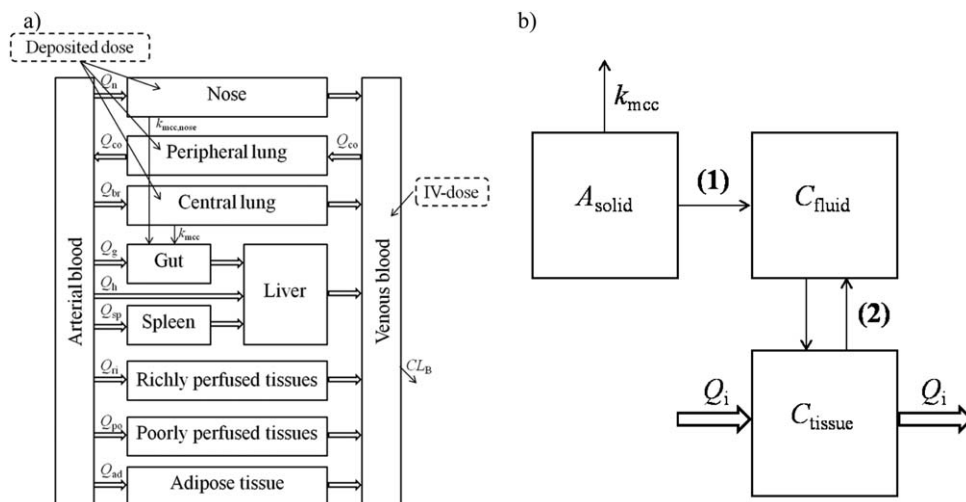 a)
Deposited dose
Qn
Nose
kmcc,nose
Qco
Peripheral lung
Qco
Qbr
Central lung
IV-dose
kmcc
Qg
Gut
Qh
Liver
Qsp
Spleen
Arterial blood
Venous blood
Qri
Richly perfused tissues
CLB
Qpo
Poorly perfused tissues
Qad
Adipose tissue
b)
kmcc
Asolid
(1)
Cfluid
(2)
Qi
Ctissue
Qi